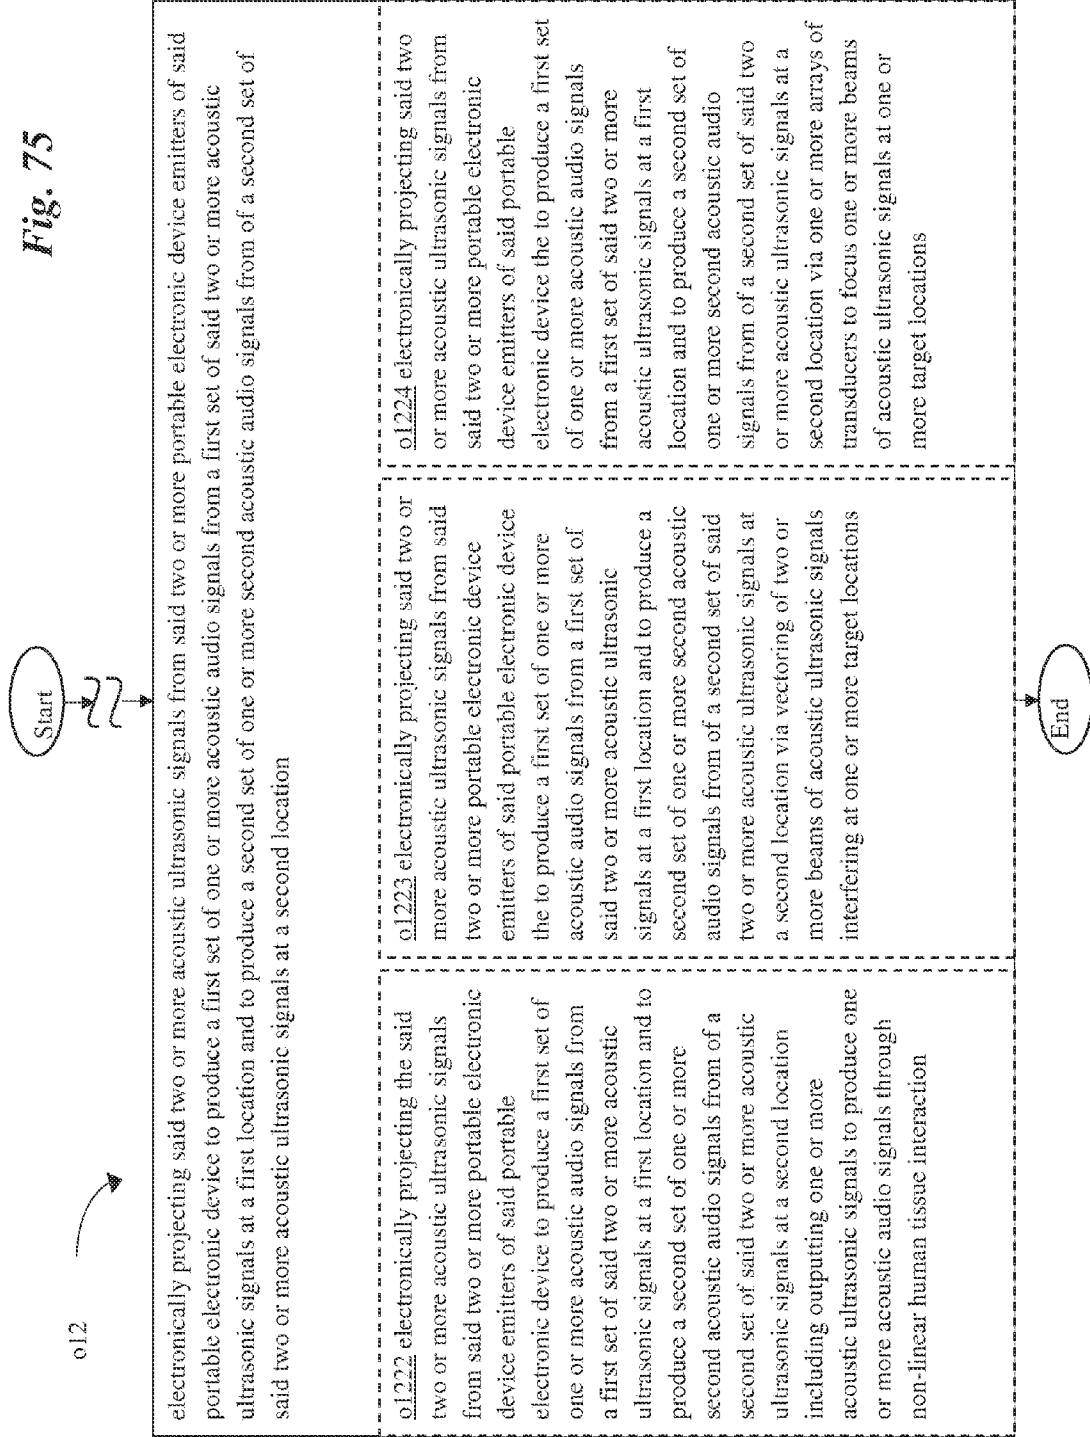 Fig. 75
o12
Start
electronically projecting said two or more acoustic ultrasonic signals from said two or more portable electronic device emitters of said
portable electronic device to produce a first set of one or more acoustic audio signals from a first set of said two or more acoustic
ultrasonic signals at a first location and to produce a second set of one or more second acoustic audio signals from of a second set of
said two or more acoustic ultrasonic signals at a second location
o1222 electronically projecting the said
two or more acoustic ultrasonic signals
from said two or more portable electronic
device emitters of said portable
electronic device to produce a first set of
one or more acoustic audio signals from
a first set of said two or more acoustic
ultrasonic signals at a first location and to
produce a second set of one or more
second acoustic audio signals from of a
second set of said two or more acoustic
ultrasonic signals at a second location
including outputting one or more
acoustic ultrasonic signals to produce one
or more acoustic audio signals through
non-linear human tissue interaction
o1223 electronically projecting said two or
more acoustic ultrasonic signals from said
two or more portable electronic device
emitters of said portable electronic device
the to produce a first set of one or more
acoustic audio signals from a first set of
said two or more acoustic ultrasonic
signals at a first location and to produce a
second set of one or more second acoustic
audio signals from of a second set of said
two or more acoustic ultrasonic signals at
a second location via vectoring of two or
more beams of acoustic ultrasonic signals
interfering at one or more target locations
o1224 electronically projecting said two
or more acoustic ultrasonic signals from
said two or more portable electronic
device emitters of said portable
electronic device the to produce a first set
of one or more acoustic audio signals
from a first set of said two or more
acoustic ultrasonic signals at a first
location and to produce a second set of
one or more second acoustic audio
signals from of a second set of said two
or more acoustic ultrasonic signals at a
second location via one or more arrays of
transducers to focus one or more beams
of acoustic ultrasonic signals at one or
more target locations
End